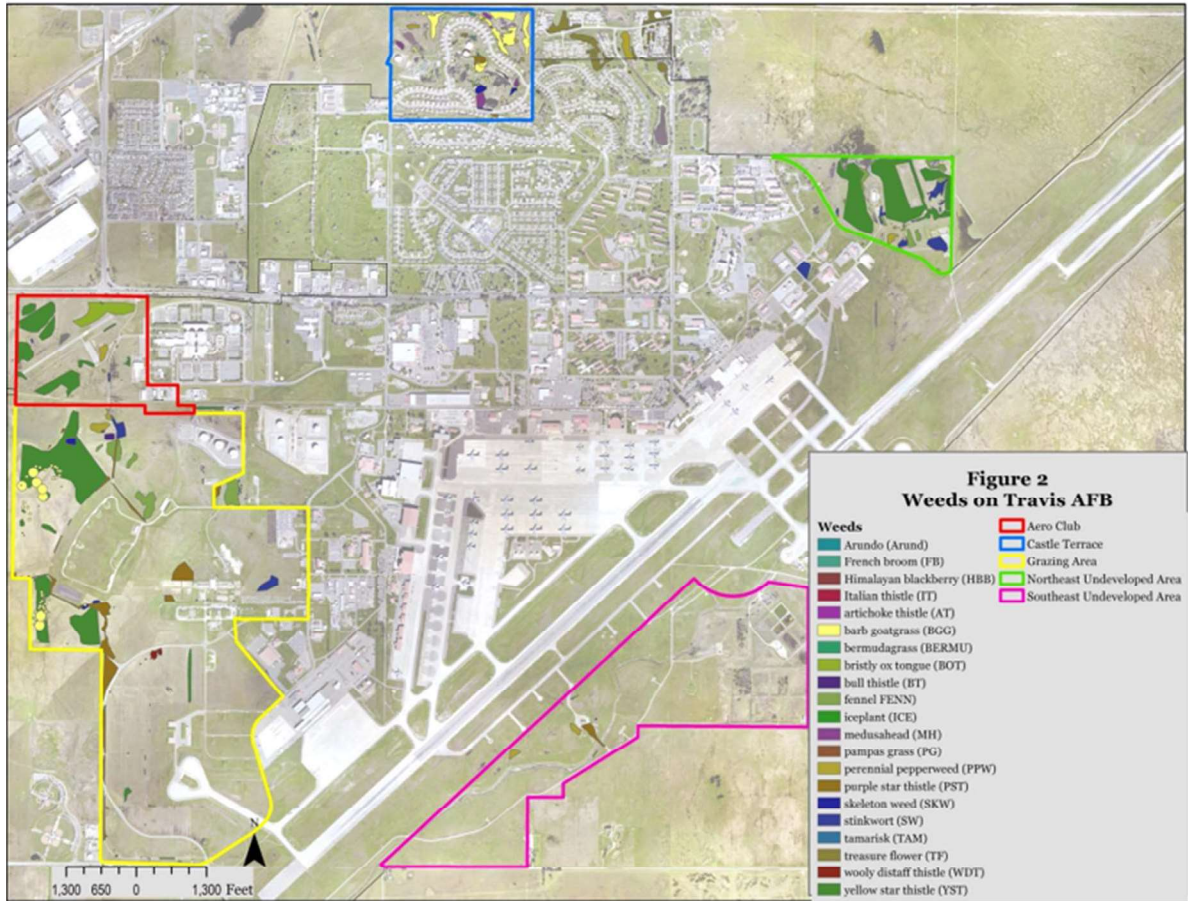 Figure 2
Weeds on Travis AFB
Weeds
Arundo (Arund)
French broom (FB)
Himalayan blackberry (HBB)
Italian thistle (IT)
artichoke thistle (AT)
barb goatgrass (BGG)
bermudagrass (BERMU)
bristly ox tongue (BOT)
bull thistle (BT)
fennel FENN)
iceplant (ICE)
medusahead (MH)
pampas grass (PG)
perennial pepperweed (PPW)
purple star thistle (PST)
skeleton weed (SKW)
stinkwort (SW)
tamarisk (TAM)
treasure flower (TF)
wooly distaff thistle (WDT)
yellow star thistle (YST)
Aero Club
Castle Terrace
Grazing Area
Northeast Undeveloped Area
Southeast Undeveloped Area
N
1,300 650 0 1,300 Feet